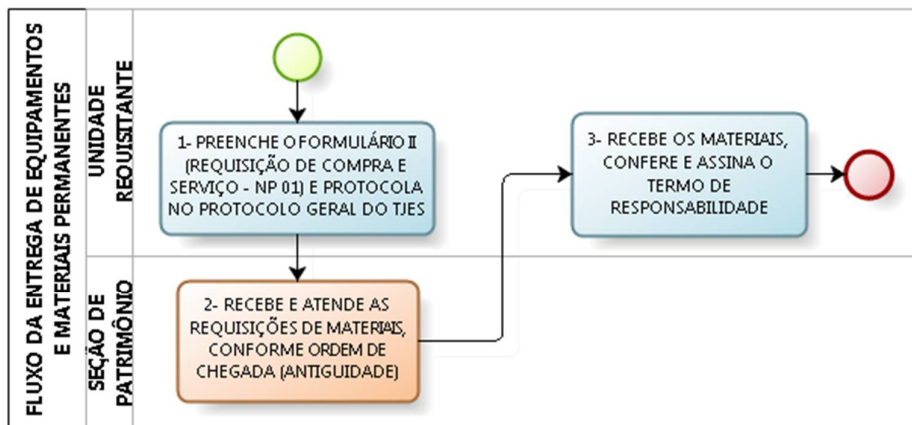 FLUXO DA ENTREGA DE EQUIPAMENTOS
E MATERIAIS PERMANENTES
UNIDADE
REQUISITANTE
1- PREENCHE O FORMULÁRIO II
(REQUISIÇÃO DE COMPRA E
SERVIÇO - NP 01) E PROTOCOLA
NO PROTOCOLO GERAL DO TJES
3- RECEBE OS MATERIAIS,
CONFERE E ASSINA O
TERMO DE
RESPONSABILIDADE
SEÇÃO DE
PATRIMÔNIO
2- RECEBE E ATENDE AS
REQUISIÇÕES DE MATERIAIS,
CONFORME ORDEM DE
CHEGADA (ANTIGUIDADE)